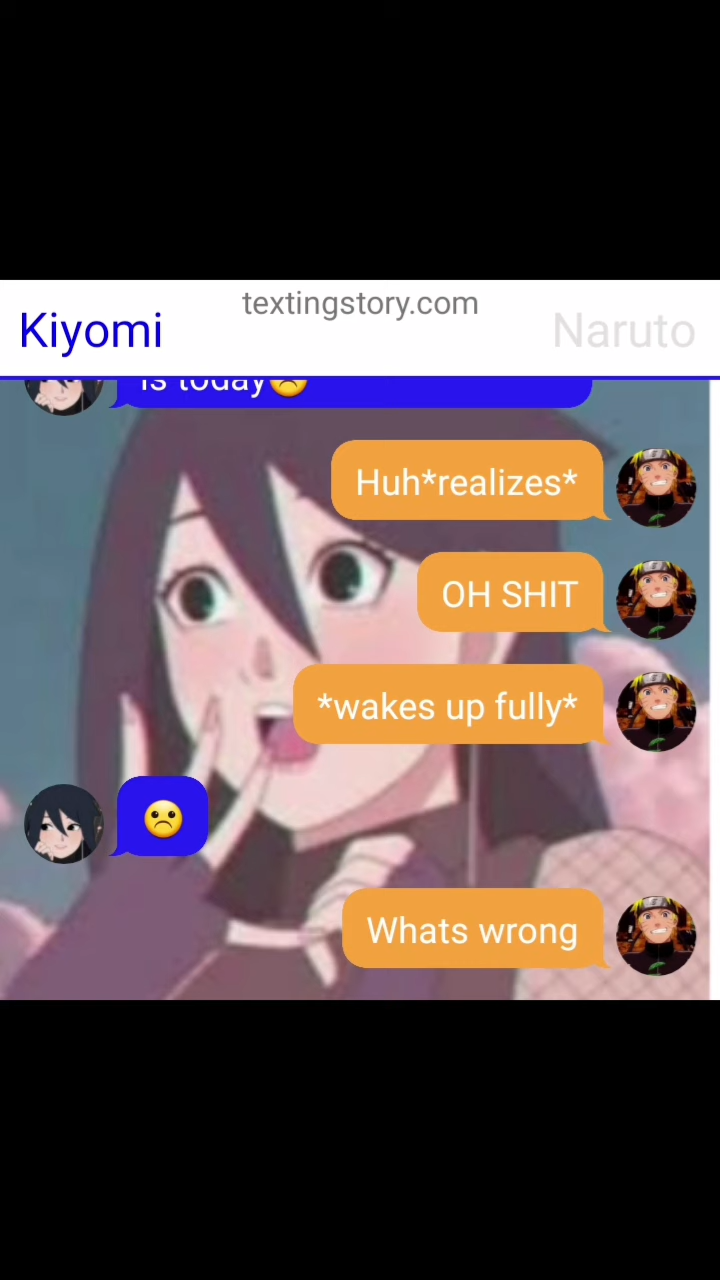 textingstory.com
Kiyomi
Naruto
is today☹️
Huh*realizes*
OH SHIT
*wakes up fully*
☹️
Whats wrong